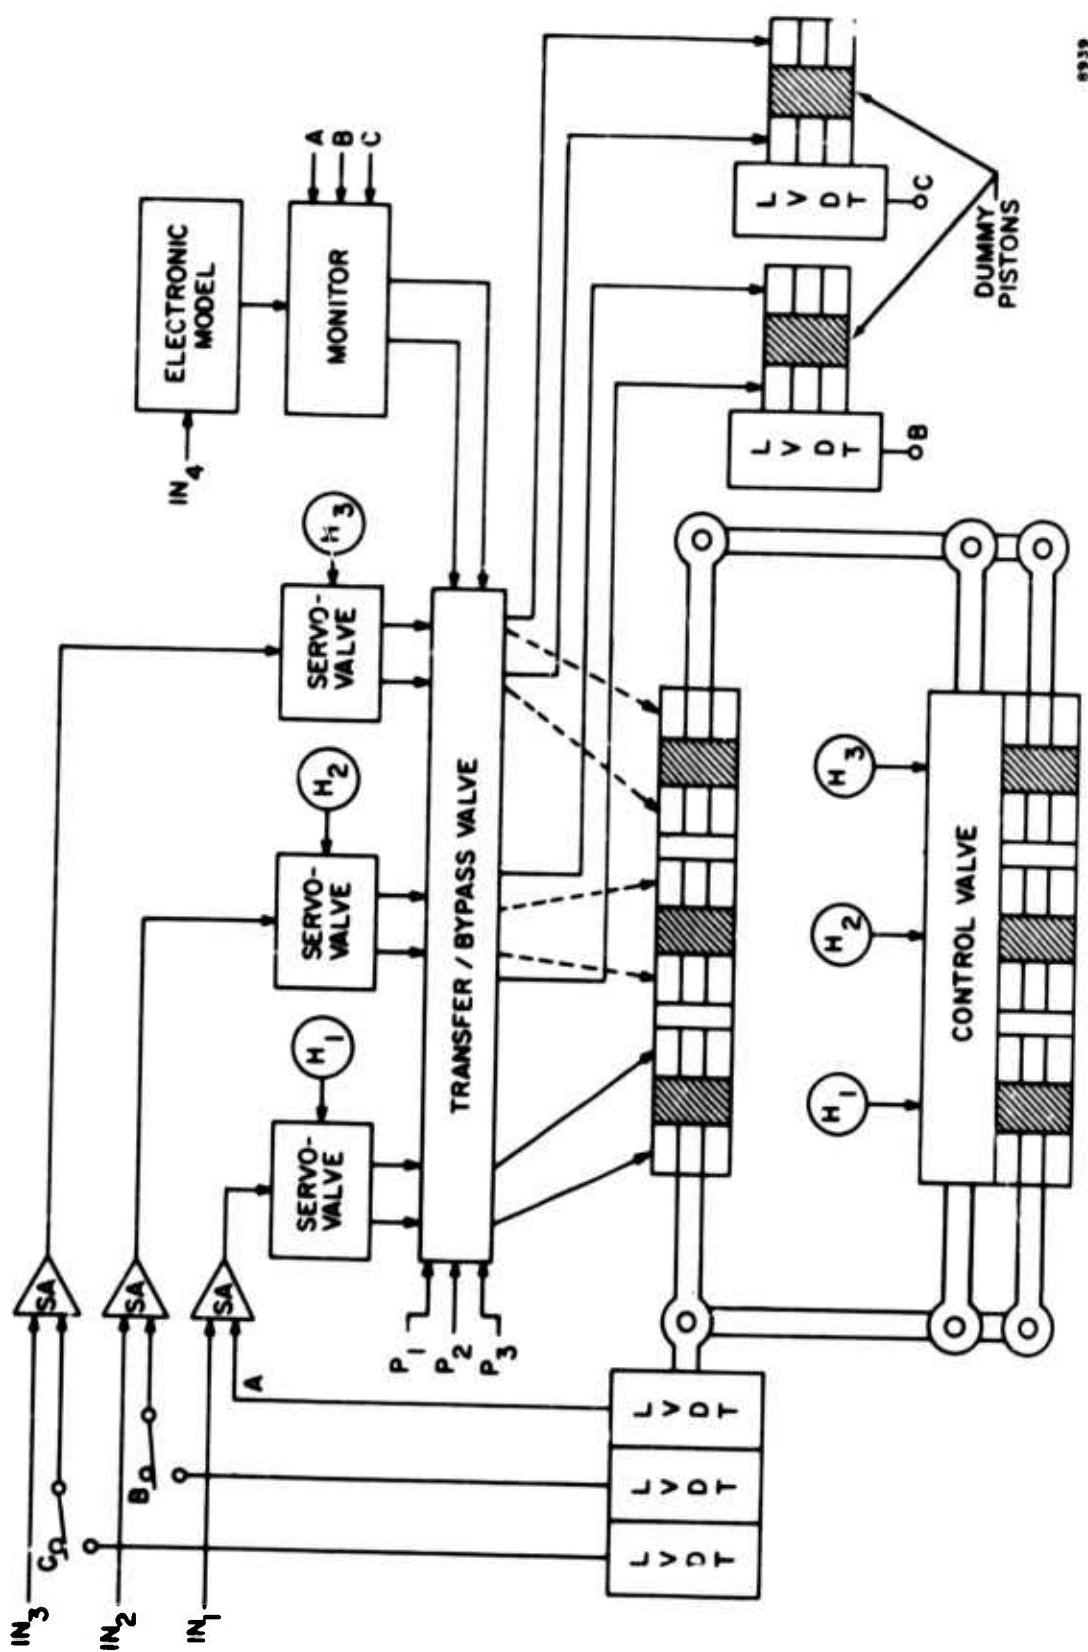 IN3
IN2
IN1
C
B
A
SA
SA
SA
P1
P2
P3
H1
H2
H3
SERVO-
VALVE
SERVO-
VALVE
SERVO-
VALVE
TRANSFER / BYPASS VALVE
IN4
ELECTRONIC
MODEL
MONITOR
A
B
C
LVDT
LVDT
LVDT
H1
H2
H3
CONTROL VALVE
LVDT
B
LVDT
C
DUMMY
PISTONS
8939